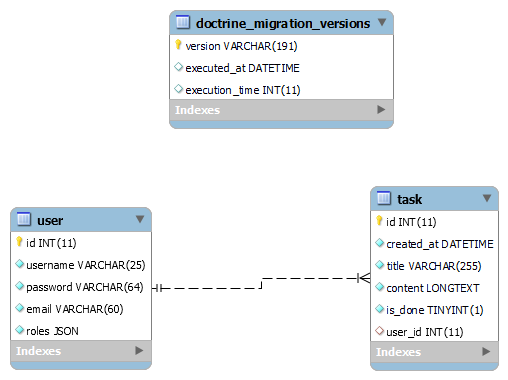 doctrine_migration_versions
version VARCHAR(191)
executed_at DATETIME
execution_time INT(11)
Indexes
user
id INT(11)
username VARCHAR(25)
password VARCHAR(64)
email VARCHAR(60)
roles JSON
Indexes
task
id INT(11)
created_at DATETIME
title VARCHAR(255)
content LONGTEXT
is_done TINYINT(1)
user_id INT(11)
Indexes